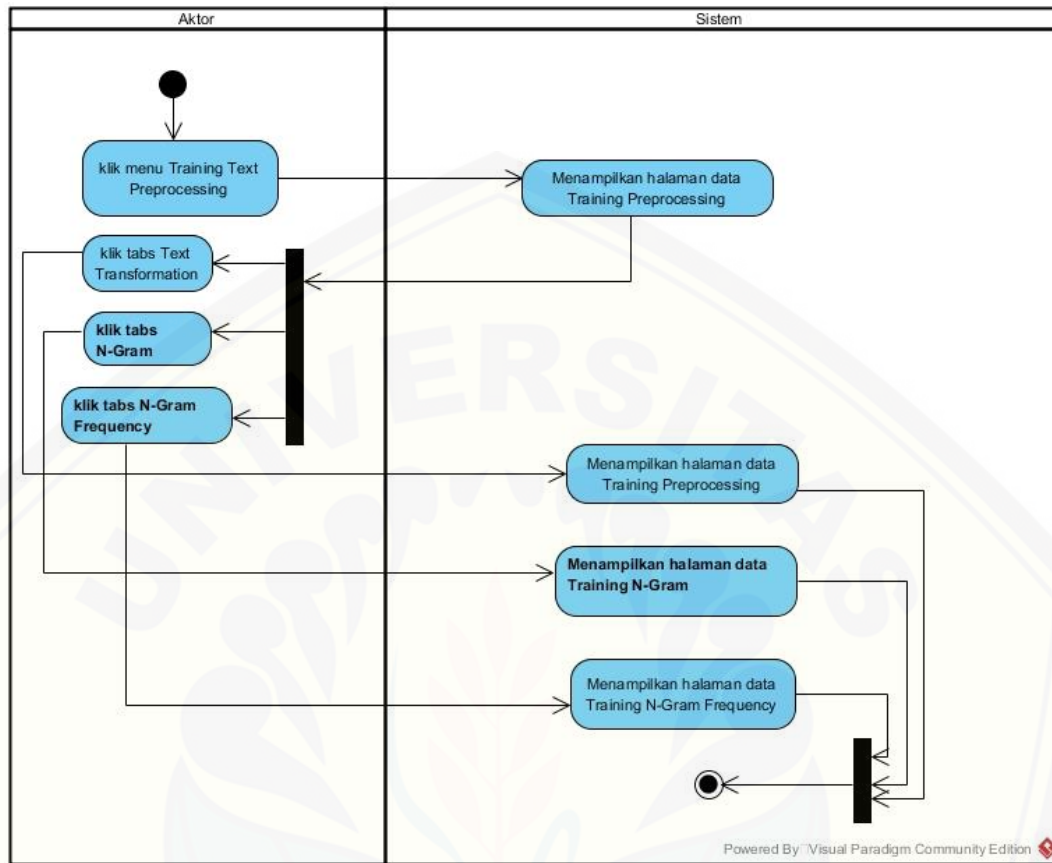 Aktor
Sistem
klik menu Training Text
Preprocessing
Menampilkan halaman data
Training Preprocessing
klik tabs Text
Transformation
klik tabs
N-Gram
klik tabs N-Gram
Frequency
Menampilkan halaman data
Training Preprocessing
Menampilkan halaman data
Training N-Gram
Menampilkan halaman data
Training N-Gram Frequency
UNIVERSITAS
Powered By Visual Paradigm Community Edition